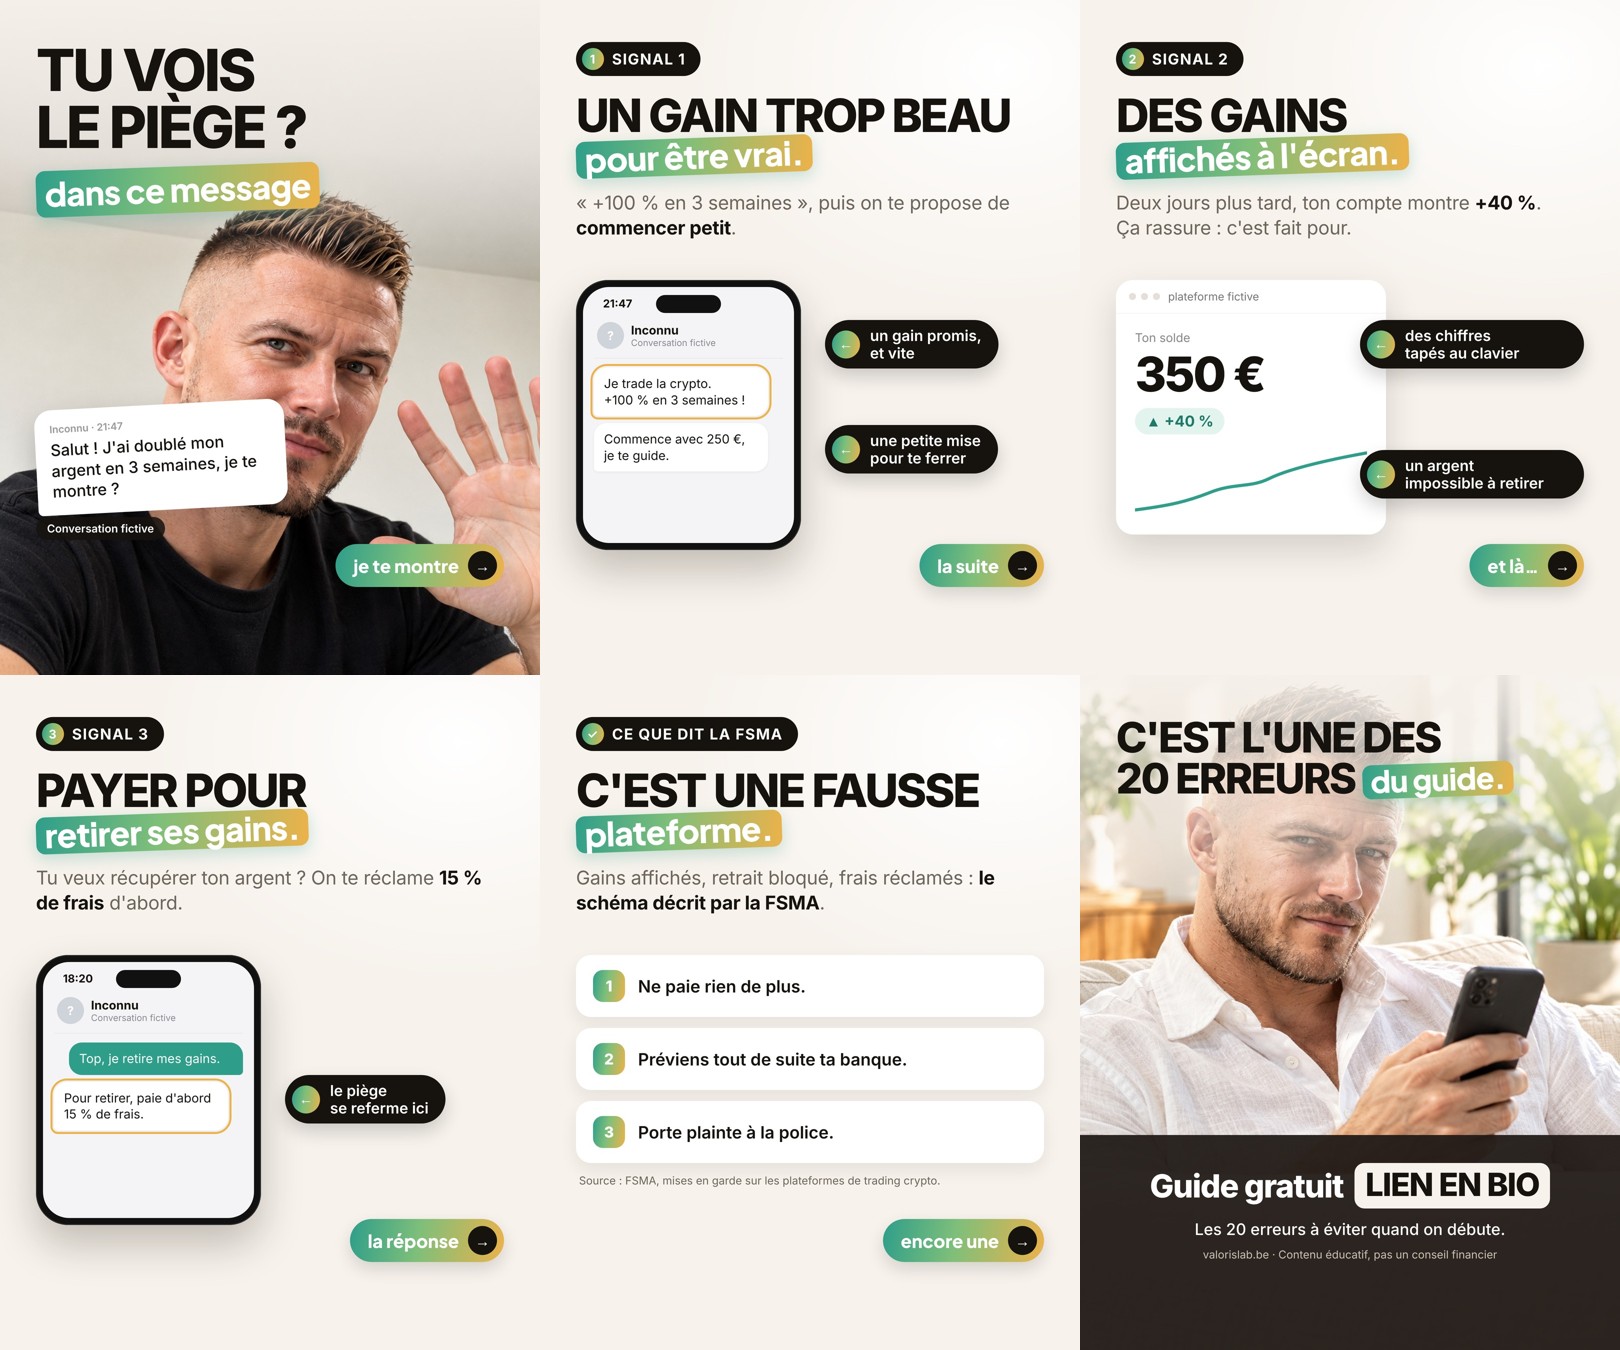 TU VOIS
LE PIÈGE ?
dans ce message
Inconnu · 21:47
Salut ! J'ai doublé mon
argent en 3 semaines, je te
montre ?
Conversation fictive
je te montre →
1 SIGNAL 1
UN GAIN TROP BEAU
pour être vrai.
« +100 % en 3 semaines », puis on te propose de
commencer petit.
21:47
?
Inconnu
Conversation fictive
Je trade la crypto.
+100 % en 3 semaines !
Commence avec 250 €,
je te guide.
← un gain promis,
et vite
← une petite mise
pour te ferrer
la suite →
2 SIGNAL 2
DES GAINS
affichés à l'écran.
Deux jours plus tard, ton compte montre +40 %.
Ça rassure : c'est fait pour.
plateforme fictive
Ton solde
350 €
▲ +40 %
← des chiffres
tapés au clavier
← un argent
impossible à retirer
et là... →
3 SIGNAL 3
PAYER POUR
retirer ses gains.
Tu veux récupérer ton argent ? On te réclame 15 %
de frais d'abord.
18:20
?
Inconnu
Conversation fictive
Top, je retire mes gains.
Pour retirer, paie d'abord
15 % de frais.
← le piège
se referme ici
la réponse →
✓ CE QUE DIT LA FSMA
C'EST UNE FAUSSE
plateforme.
Gains affichés, retrait bloqué, frais réclamés : le
schéma décrit par la FSMA.
1 Ne paie rien de plus.
2 Préviens tout de suite ta banque.
3 Porte plainte à la police.
Source : FSMA, mises en garde sur les plateformes de trading crypto.
encore une →
C'EST L'UNE DES
20 ERREURS du guide.
Guide gratuit LIEN EN BIO
Les 20 erreurs à éviter quand on débute.
valorislab.be · Contenu éducatif, pas un conseil financier